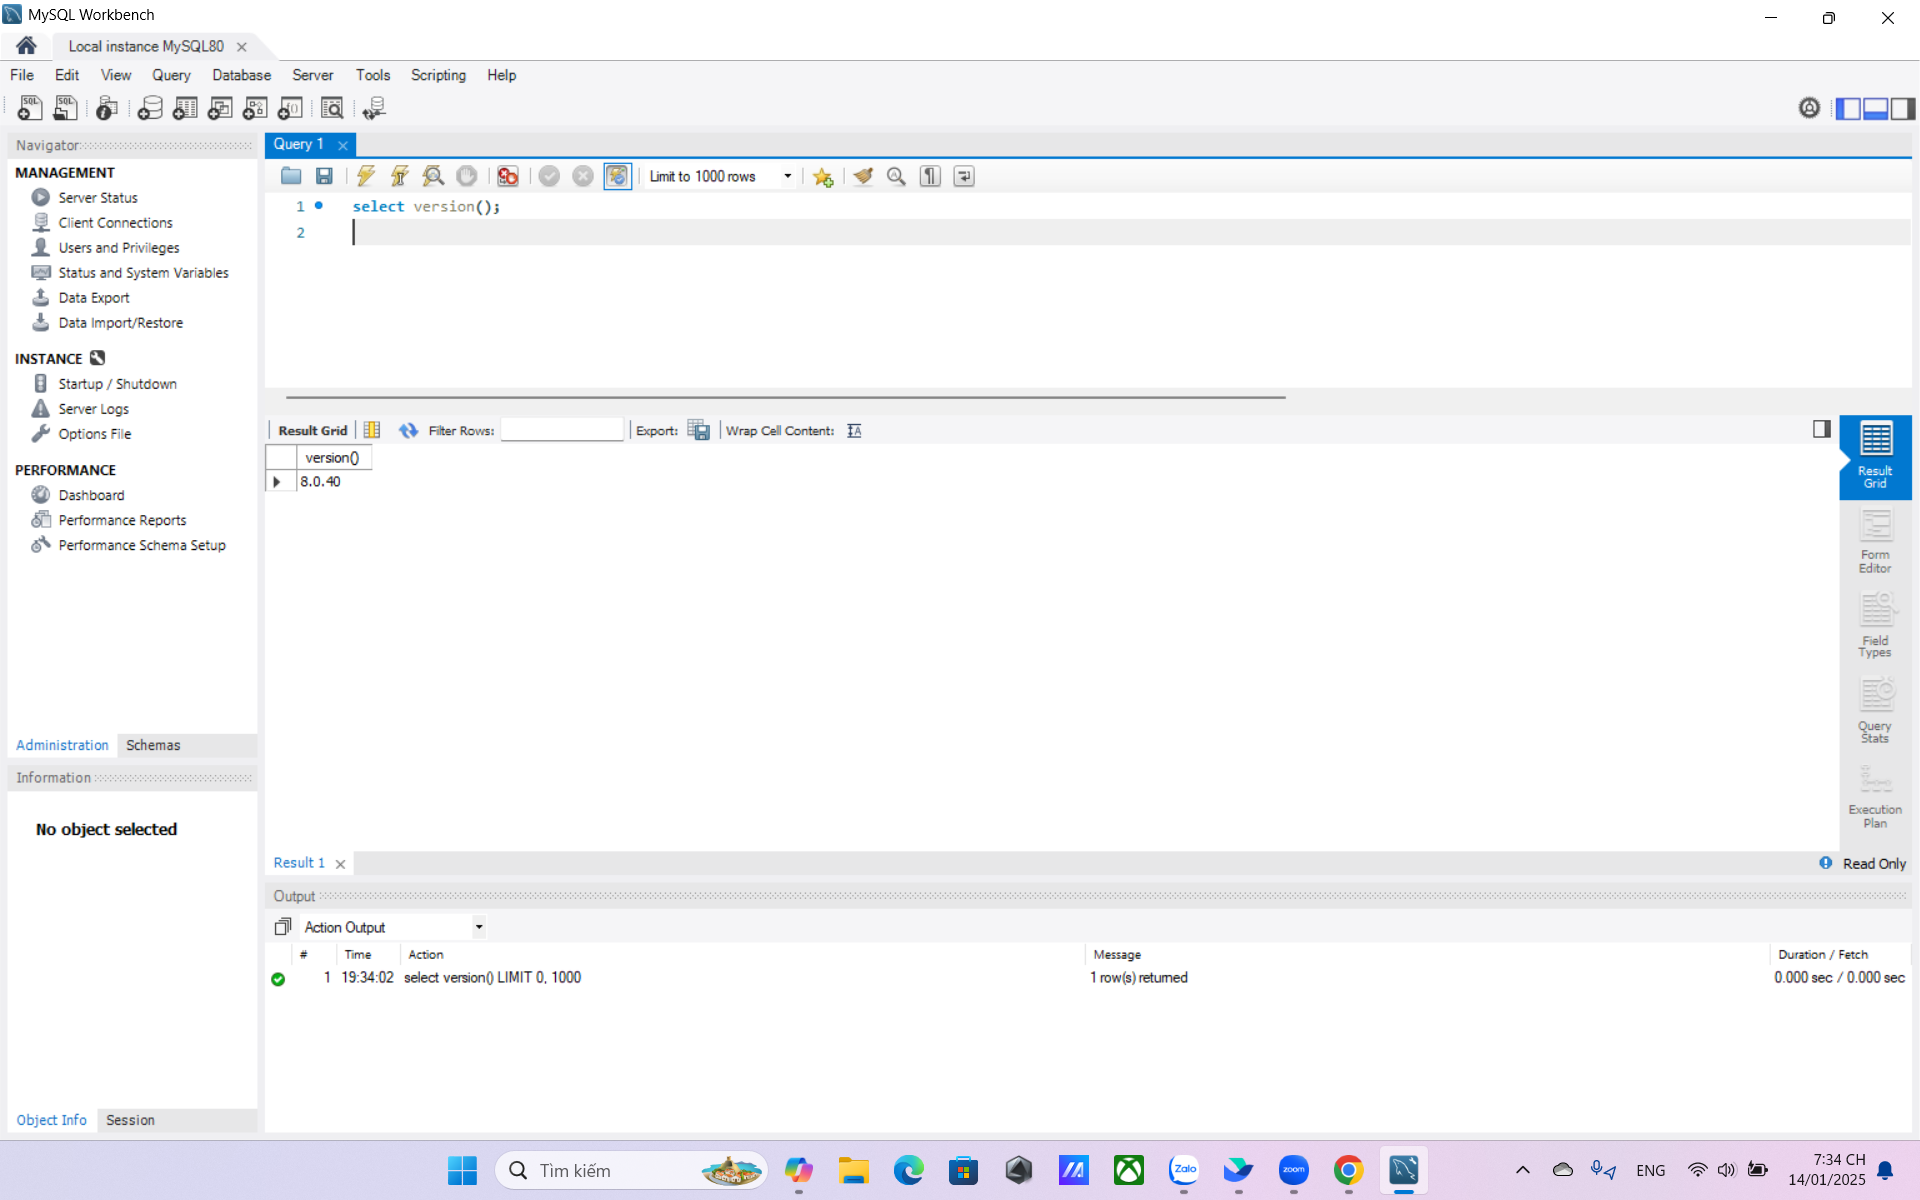 MySQL Workbench
Local instance MySQL80
File Edit View Query Database Server Tools Scripting Help
Navigator
MANAGEMENT
Server Status
Client Connections
Users and Privileges
Status and System Variables
Data Export
Data Import/Restore
INSTANCE
Startup / Shutdown
Server Logs
Options File
PERFORMANCE
Dashboard
Performance Reports
Performance Schema Setup
Administration Schemas
Information
No object selected
Object Info Session
Query 1
Limit to 1000 rows
1 select version();
2
Result Grid Filter Rows: Export: Wrap Cell Content:
version()
8.0.40
Result
Grid
Form
Editor
Field
Types
Query
Stats
Execution
Plan
Result 1 Read Only
Output
Action Output
# Time Action Message Duration / Fetch
1 19:34:02 select version() LIMIT 0, 1000 1 row(s) returned 0.000 sec / 0.000 sec
Tìm kiếm
Zalo
zoom
ENG
7:34 CH
14/01/2025